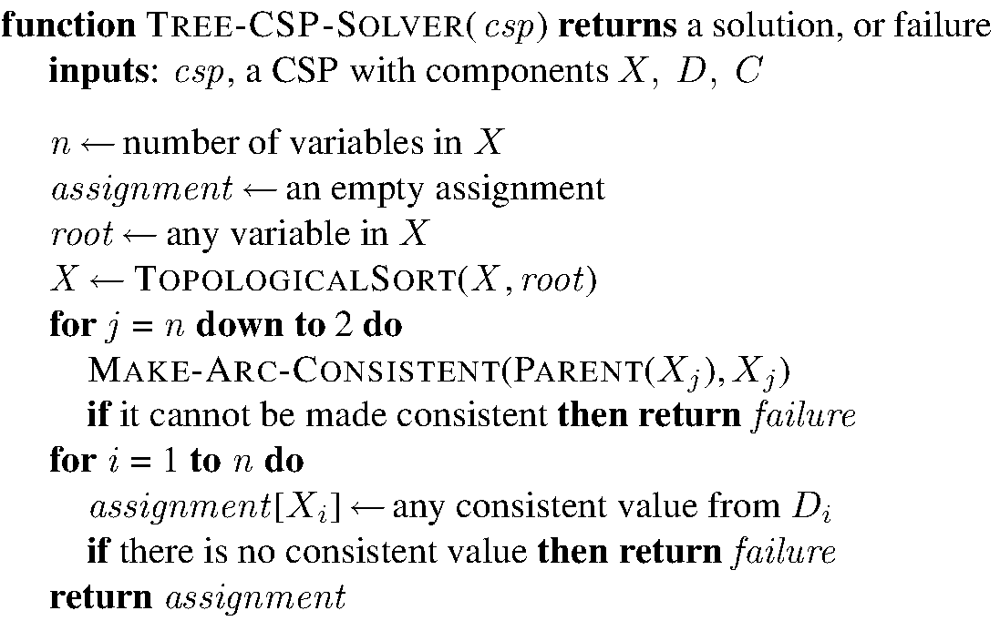 function TREE-CSP-SOLVER( csp) returns a solution, or failure
inputs: csp, a CSP with components X, D, C
n ← number of variables in X
assignment ← an empty assignment
root ← any variable in X
X ← TOPOLOGICALSORT(X, root)
for j = n down to 2 do
MAKE-ARC-CONSISTENT(PARENT(Xj), Xj)
if it cannot be made consistent then return failure
for i = 1 to n do
assignment[Xi] ← any consistent value from Di
if there is no consistent value then return failure
return assignment